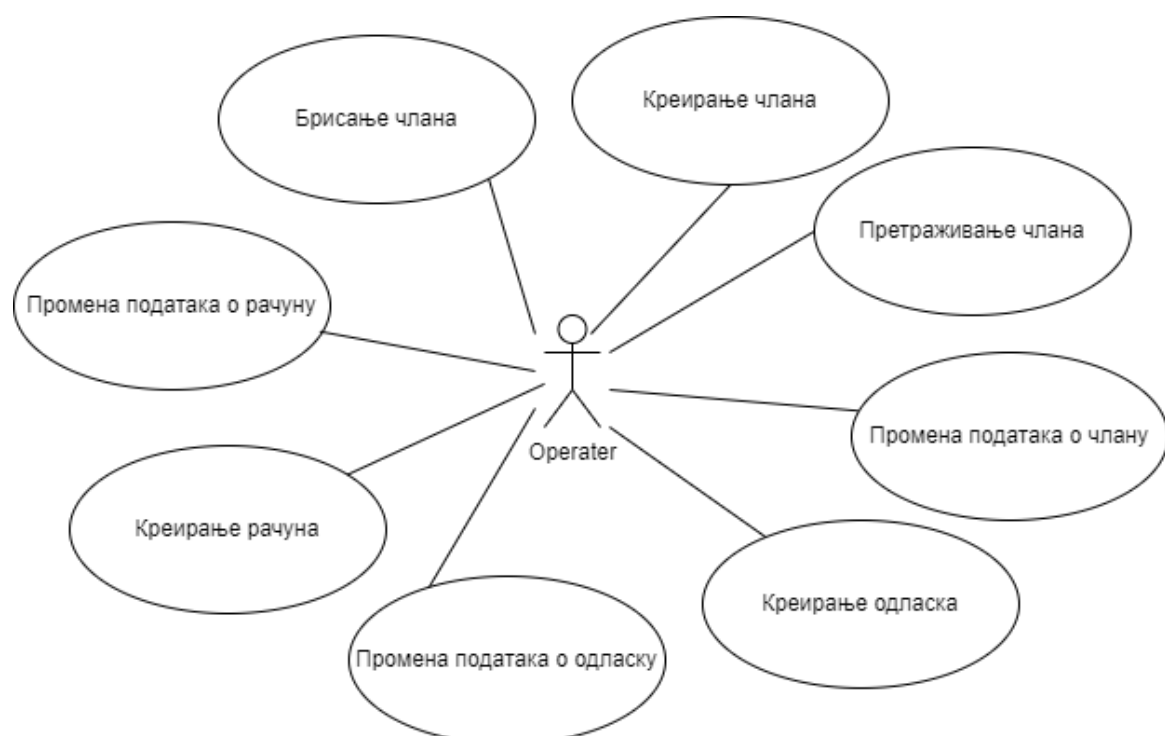 Креирање члана
Брисање члана
Претраживање члана
Промена података о рачуну
Промена података о члану
Operater
Креирање рачуна
Креирање одласка
Промена података о одласку